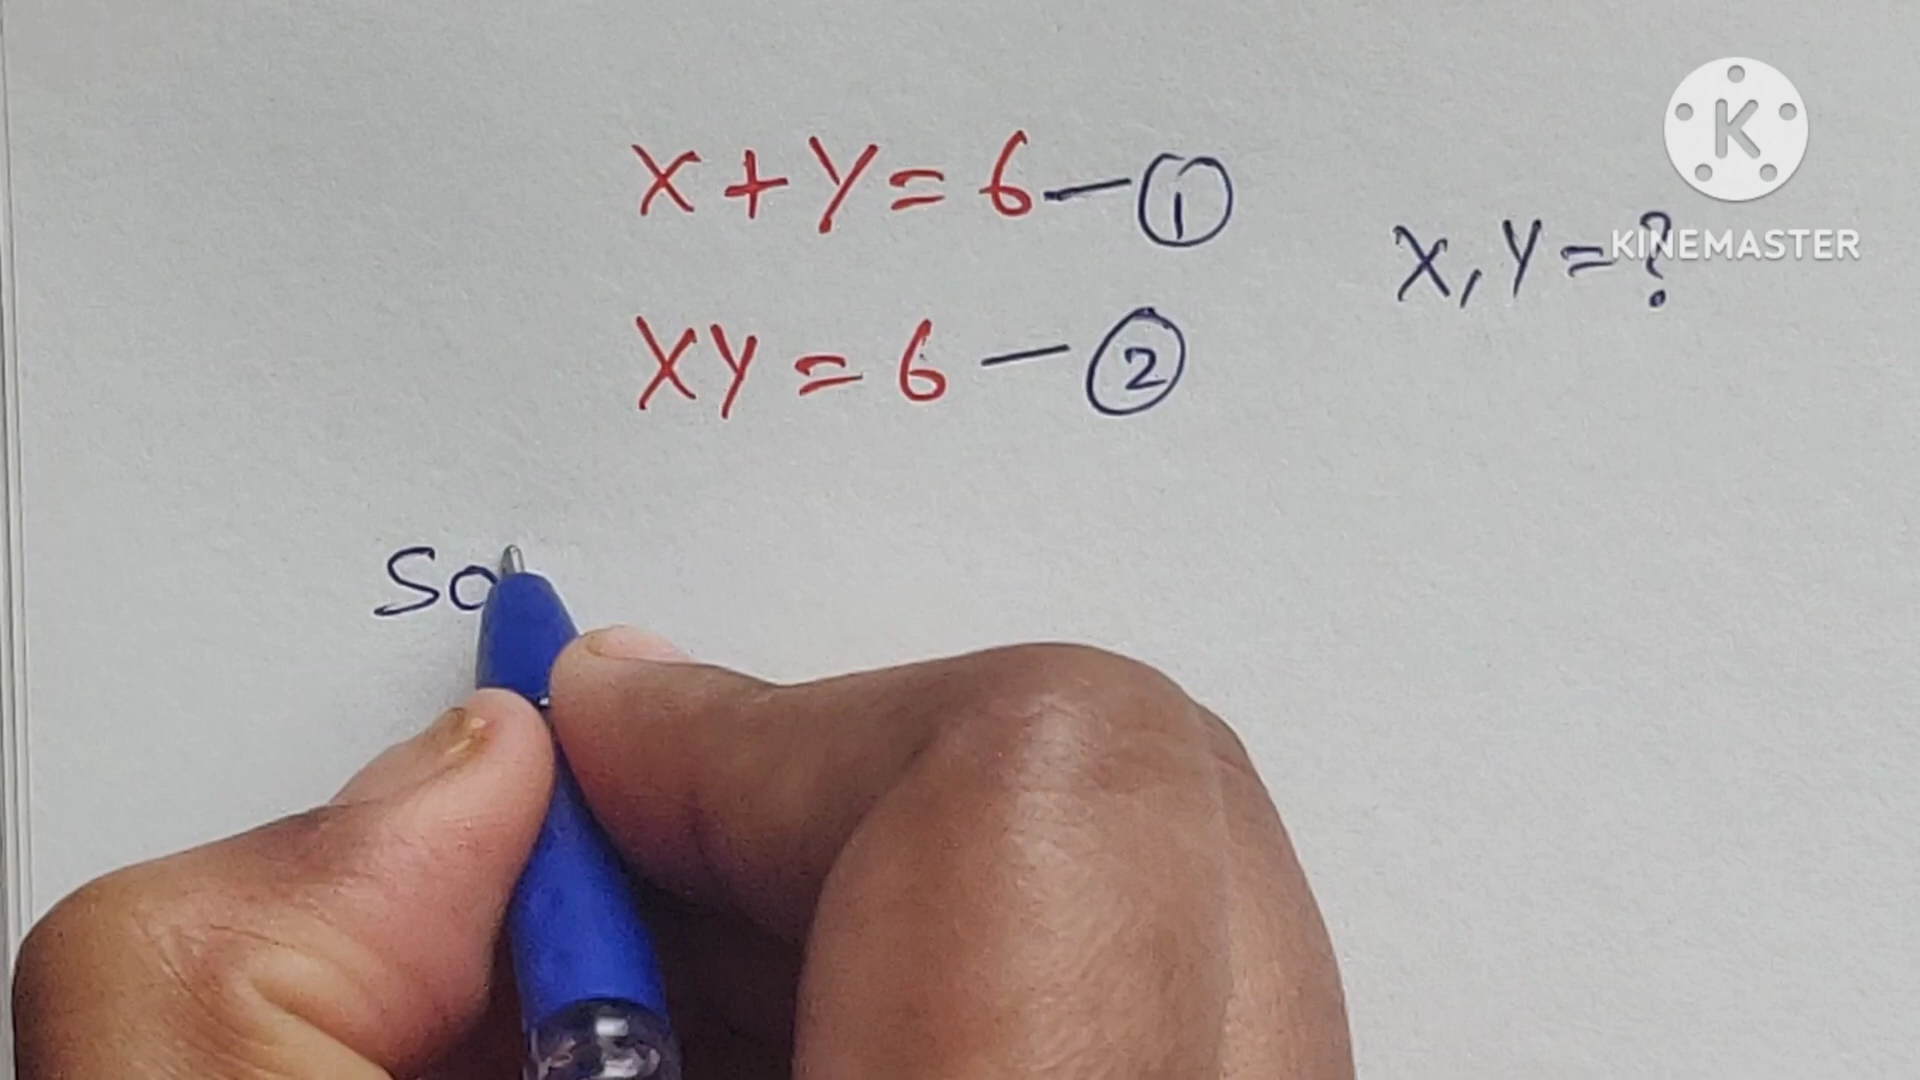 X + Y = 6 — ①
XY = 6 — ②
X, Y = ?
K
KINEMASTER
So